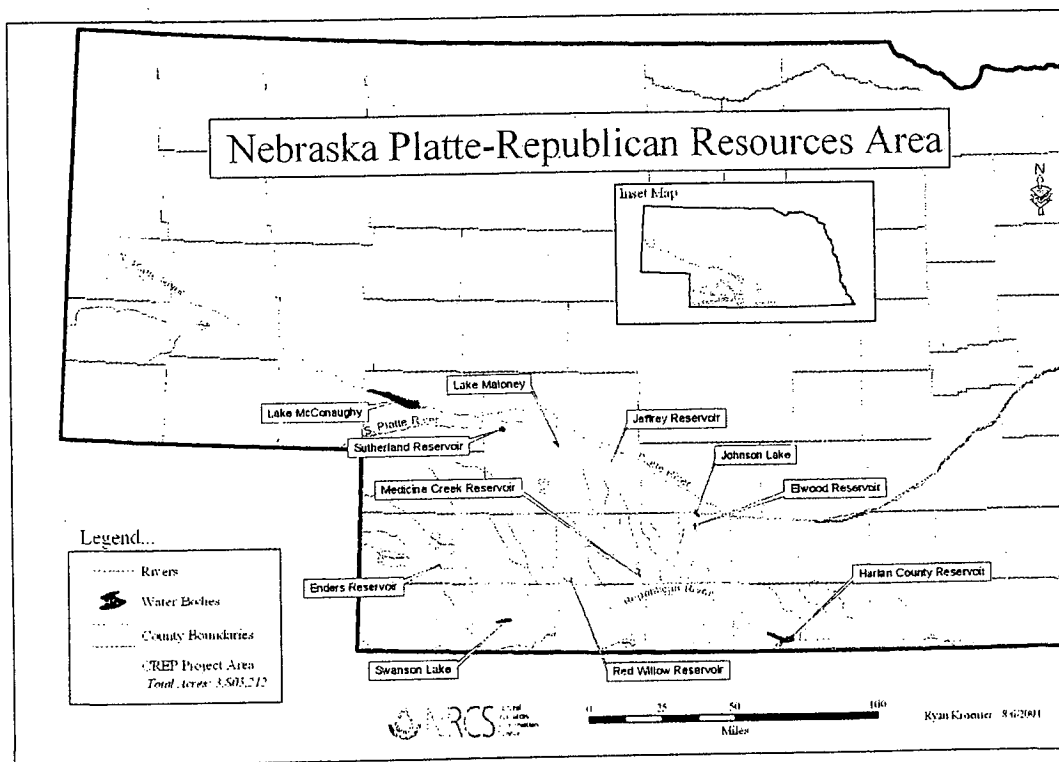 Nebraska Platte-Republican Resources Area
N
Inset Map
Lake Maloney
Lake McConaughy
S. Platte River
Jeffrey Reservoir
Sutherland Reservoir
Johnson Lake
Medicine Creek Reservoir
Elwood Reservoir
Legend...
Rivers
Water Bodies
County Boundaries
CREP Project Area
Enders Reservoir
Harlan County Reservoir
Republican River
Swanson Lake
Red Willow Reservoir
NRCS
0 25 50 100
Miles
Ryan